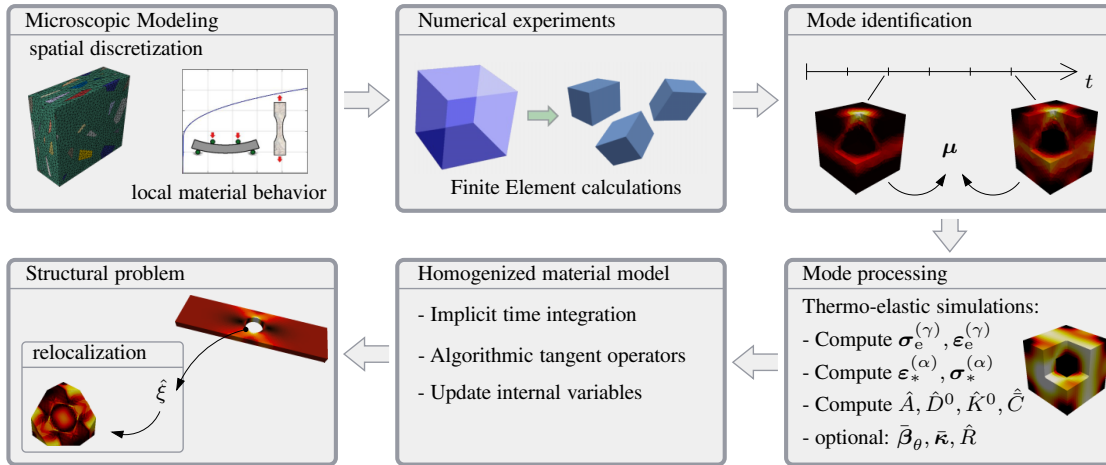 Microscopic Modeling
spatial discretization
local material behavior
Numerical experiments
Finite Element calculations
Mode identification
t
μ
Mode processing
Thermo-elastic simulations:
- Compute σₑ^(γ), εₑ^(γ)
- Compute ε_*^(α), σ_*^(α)
- Compute Â, D̂⁰, K̂⁰, C̄̂
- optional: β̄_θ, κ̄, R̂
Homogenized material model
- Implicit time integration
- Algorithmic tangent operators
- Update internal variables
Structural problem
relocalization
ξ̂